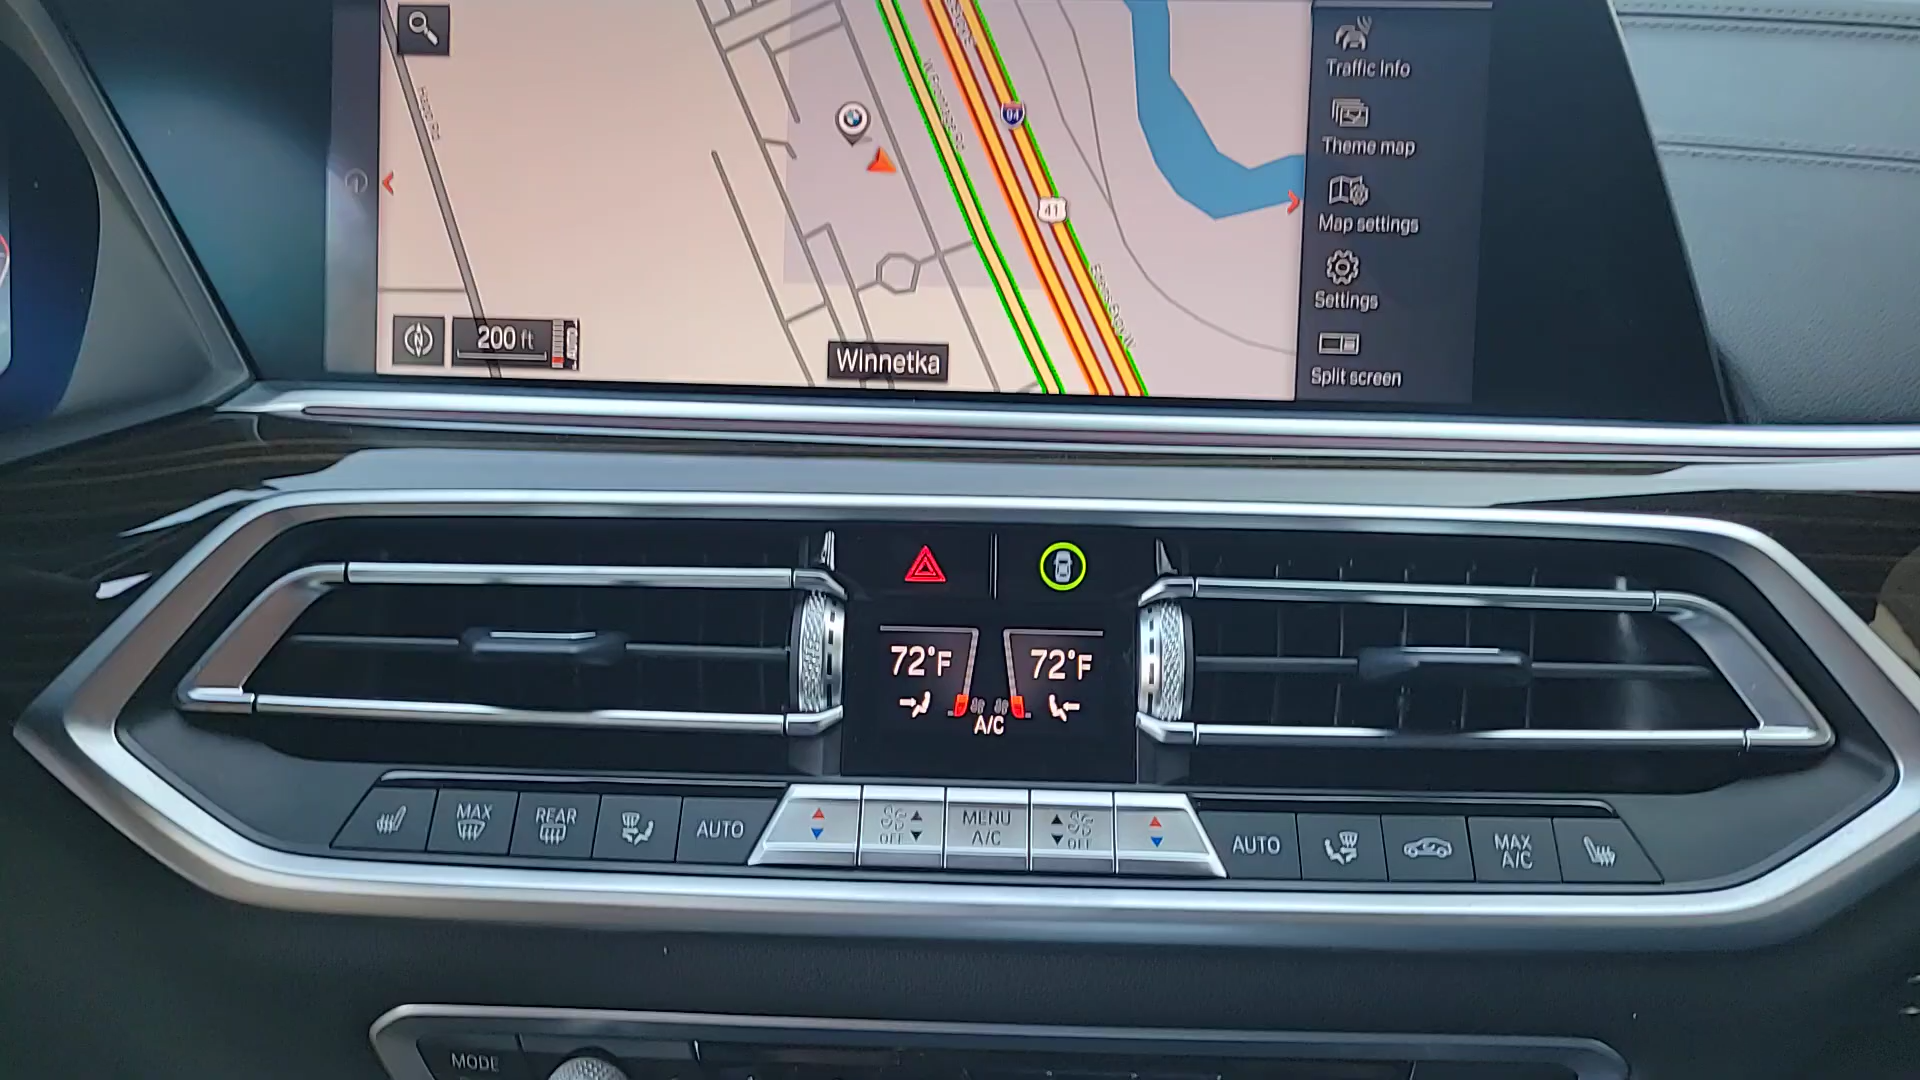 Traffic info
94
Theme map
41
Map settings
Settings
200 ft
Winnetka
Split screen
72°F 72°F
A/C
MAX
REAR
AUTO
OFF
MENU
A/C
OFF
AUTO
MAX
A/C
MODE